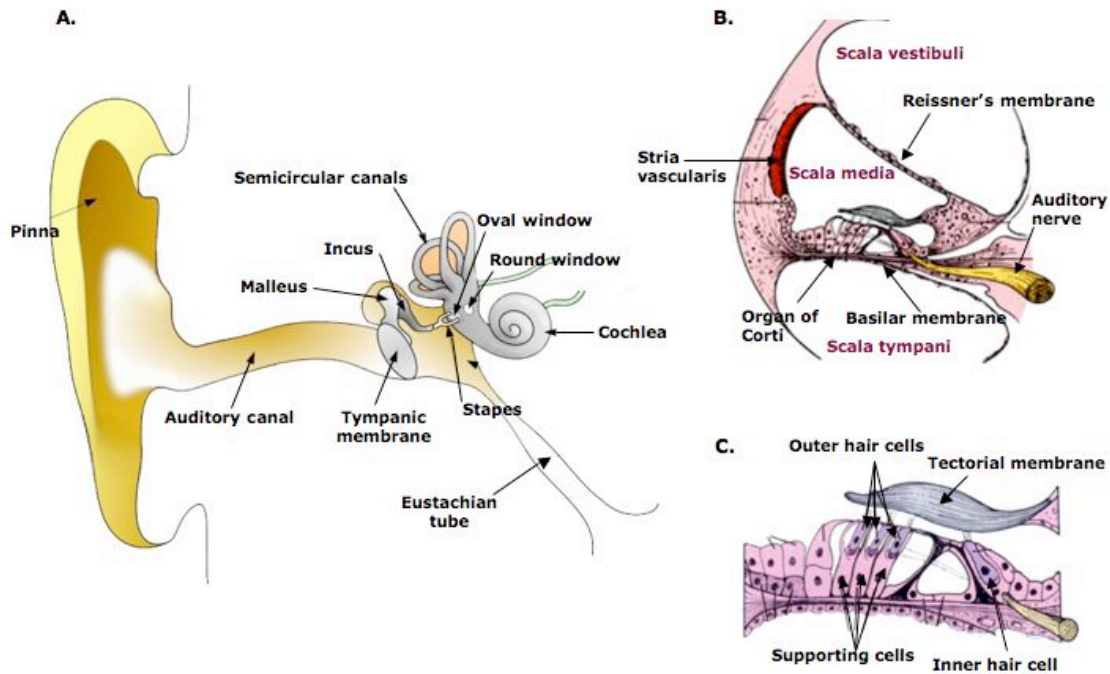 A.
Pinna
Semicircular canals
Oval window
Incus
Round window
Malleus
Cochlea
Auditory canal
Tympanic
membrane
Stapes
Eustachian
tube
B.
Scala vestibuli
Reissner's membrane
Stria
vascularis
Scala media
Auditory
nerve
Organ of
Corti
Basilar membrane
Scala tympani
C.
Outer hair cells
Tectorial membrane
Supporting cells
Inner hair cell